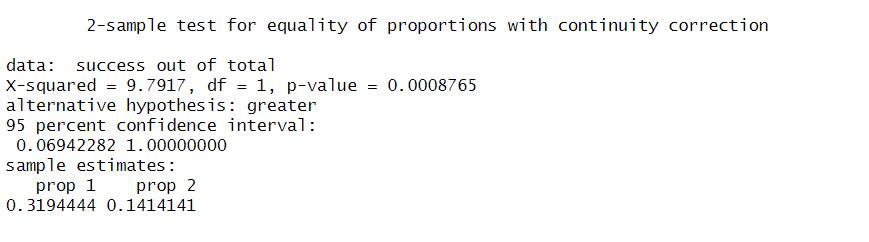 2-sample test for equality of proportions with continuity correction
data:  success out of total
X-squared = 9.7917, df = 1, p-value = 0.0008765
alternative hypothesis: greater
95 percent confidence interval:
 0.06942282 1.00000000
sample estimates:
   prop 1    prop 2
0.3194444 0.1414141